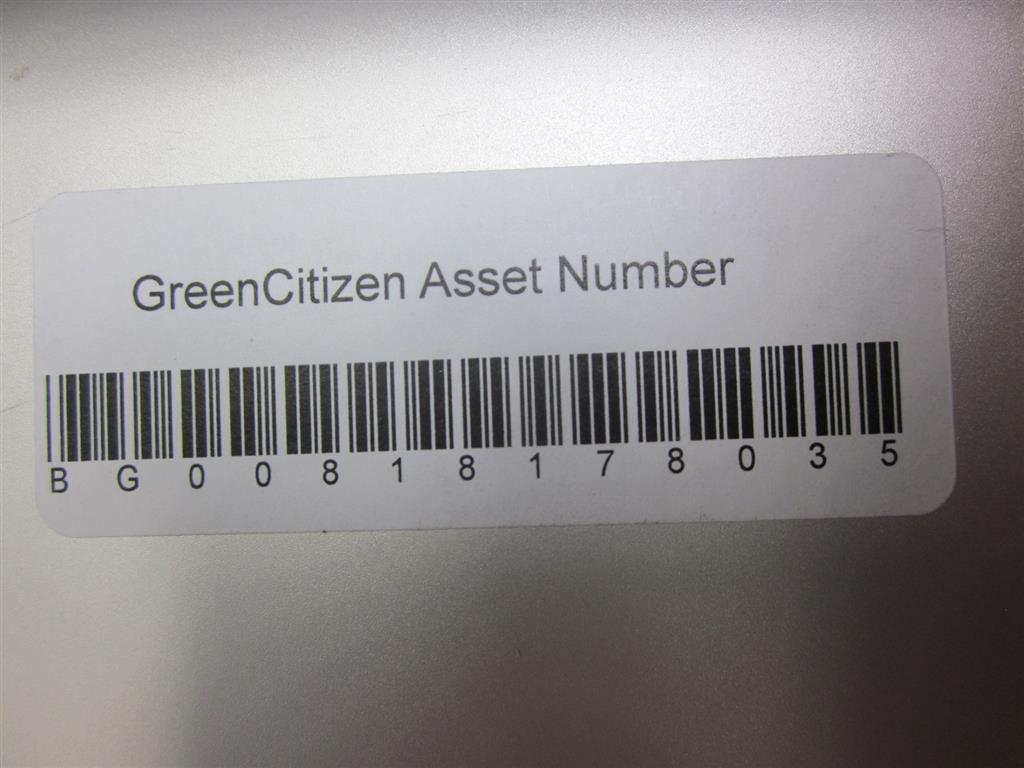 GreenCitizen Asset Number
B G 0 0 8 1 8 1 7 8 0 3 5